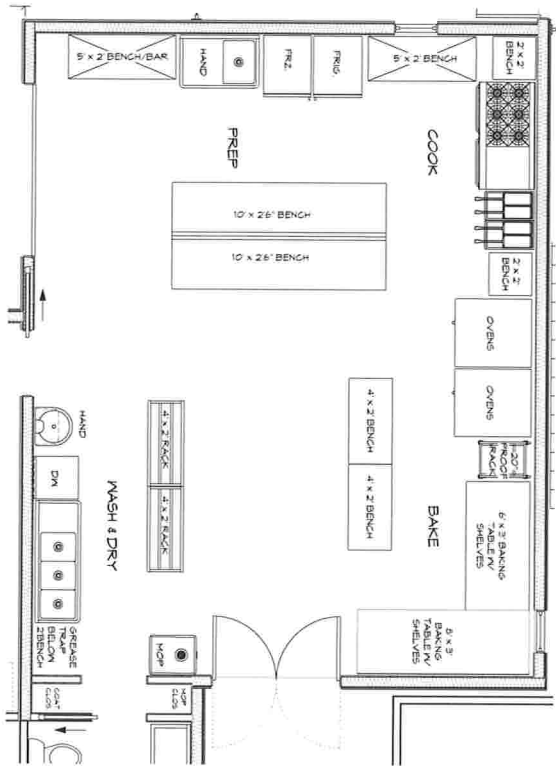 5' x 2' BENCH/BAR
HAND
FRZ.
FRIG
5' x 2' BENCH
2' x 2'
BENCH
PREP
COOK
10' x 2'6" BENCH
10' x 2'6" BENCH
2' x 2'
BENCH
OVENS
OVENS
HAND
4' x 2' RACK
4' x 2' RACK
4' x 2' BENCH
4' x 2' BENCH
PROOF
RACK
DW
WASH & DRY
BAKE
6' x 3' BAKING
TABLE W/
SHELVES
6' x 3'
BAKING
TABLE W/
SHELVES
GREASE
TRAP
BELOW
2'BENCH
MOP
COAT
CLOS
MOP
CLOS